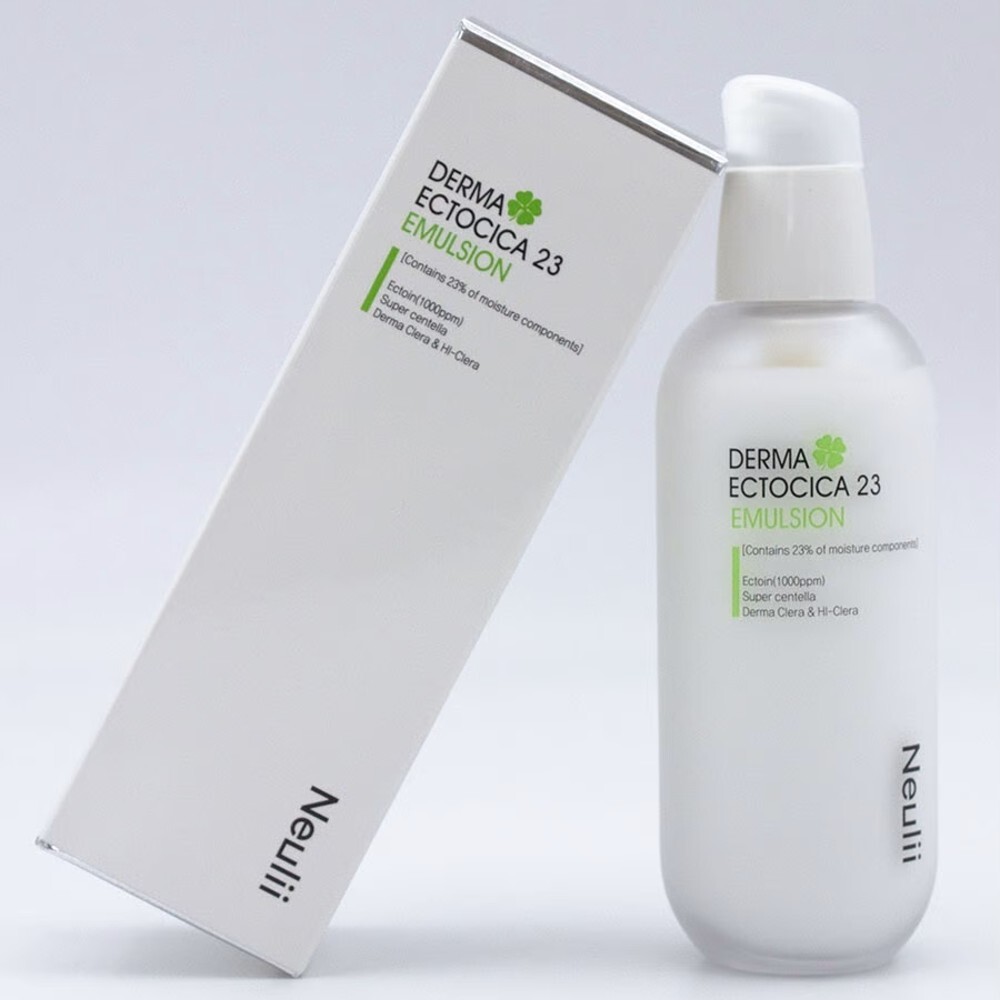 DERMA
ECTOCICA 23
EMULSION
[Contains 23% of moisture components]
Ectoin(1000ppm)
Super centella
Derma Clera & HI-Clera
Neulii
DERMA
ECTOCICA 23
EMULSION
[Contains 23% of moisture components]
Ectoin(1000ppm)
Super centella
Derma Clera & HI-Clera
Neulii